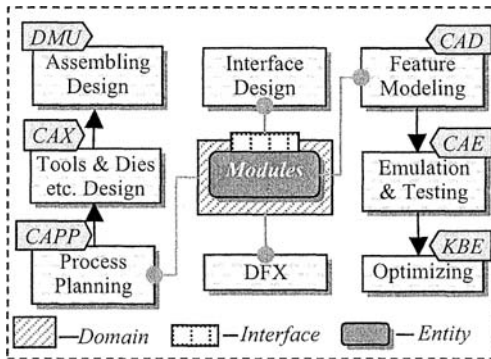 DMU
Assembling
Design
CAX
Tools & Dies
etc. Design
CAPP
Process
Planning
Interface
Design
Modules
DFX
CAD
Feature
Modeling
CAE
Emulation
& Testing
KBE
Optimizing
—Domain
—Interface
—Entity